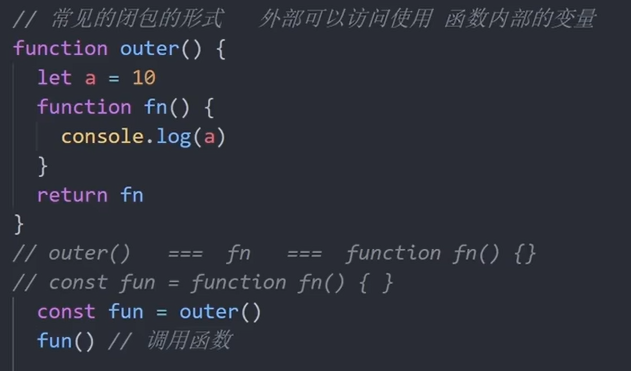 // 常见的闭包的形式   外部可以访问使用 函数内部的变量
function outer() {
  let a = 10
  function fn() {
    console.log(a)
  }
  return fn
}
// outer()   ===  fn   ===  function fn() {}
// const fun = function fn() { }
  const fun = outer()
  fun() // 调用函数